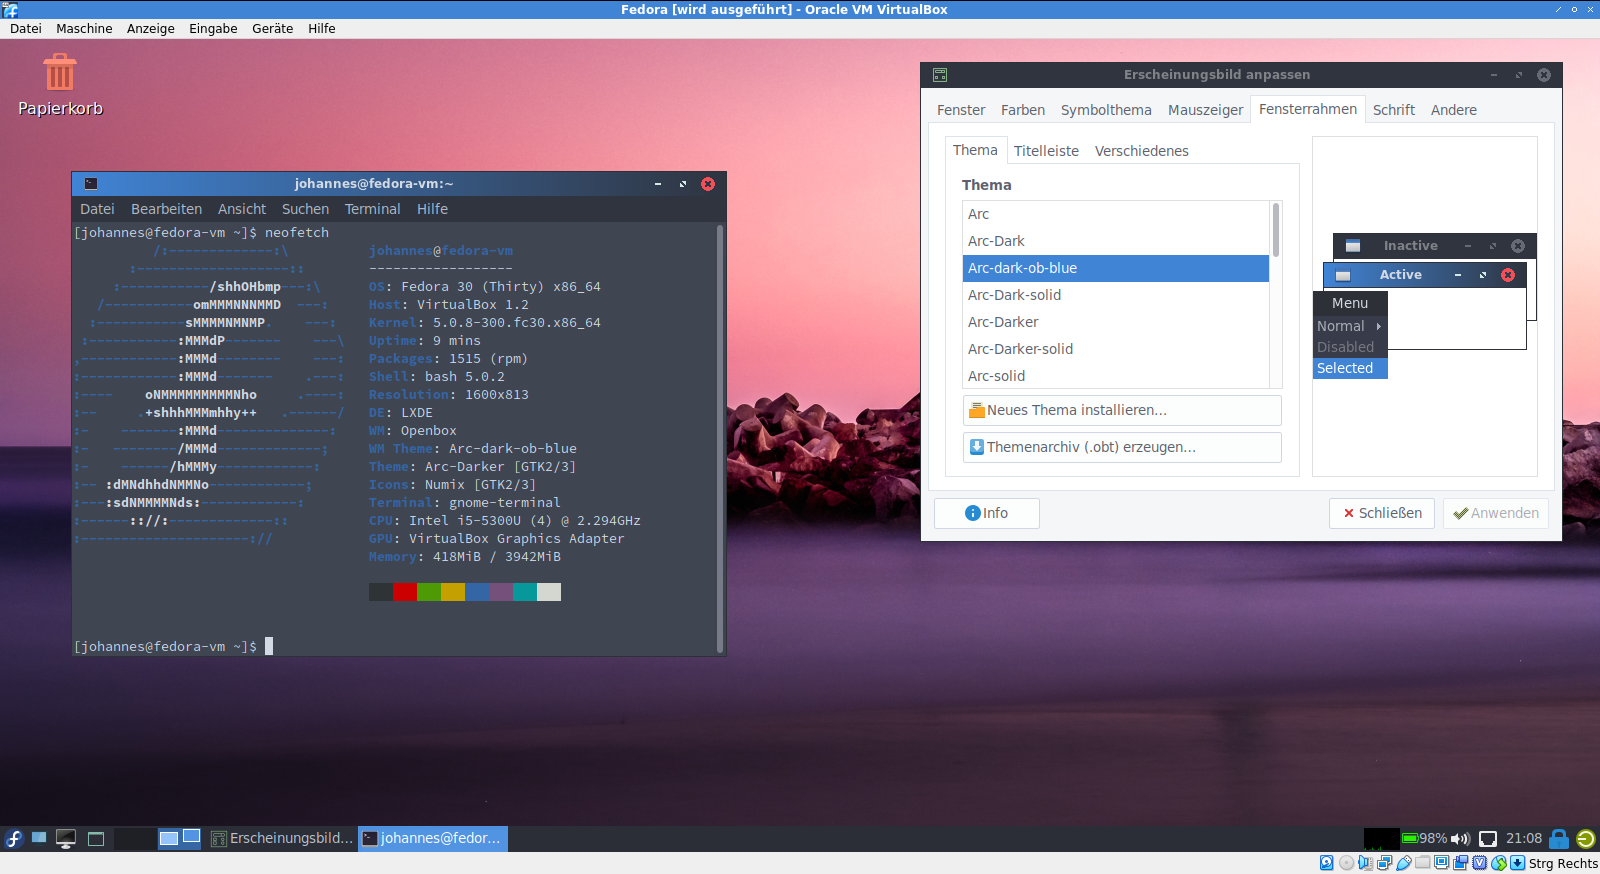 Fedora [wird ausgeführt] - Oracle VM VirtualBox
Datei Maschine Anzeige Eingabe Geräte Hilfe
Papierkorb
johannes@fedora-vm:~
Datei Bearbeiten Ansicht Suchen Terminal Hilfe
[johannes@fedora-vm ~]$ neofetch
/:-------------:\ johannes@fedora-vm
:-------------------:: ------------------
:-----------/shhOHbmp---:\ OS: Fedora 30 (Thirty) x86_64
/-----------omMMMNNNMMD  ---: Host: VirtualBox 1.2
:-----------sMMMMNMNMP.    ---: Kernel: 5.0.8-300.fc30.x86_64
:-----------:MMMdP-------    ---\ Uptime: 9 mins
,------------:MMMd--------    ---: Packages: 1515 (rpm)
:------------:MMMd-------    .---: Shell: bash 5.0.2
:----    oNMMMMMMMMMNho     .----: Resolution: 1600x813
:--     .+shhhMMMmhhy++   .------/ DE: LXDE
:-    -------:MMMd--------------: WM: Openbox
:-   --------/MMMd-------------; WM Theme: Arc-dark-ob-blue
:-    ------/hMMMy------------: Theme: Arc-Darker [GTK2/3]
:-- :dMNdhhdNMMNo------------; Icons: Numix [GTK2/3]
:---:sdNMMMMNds:------------: Terminal: gnome-terminal
:------:://:-------------:: CPU: Intel i5-5300U (4) @ 2.294GHz
:---------------------:// GPU: VirtualBox Graphics Adapter
Memory: 418MiB / 3942MiB
[johannes@fedora-vm ~]$
Erscheinungsbild anpassen
Fenster Farben Symbolthema Mauszeiger Fensterrahmen Schrift Andere
Thema Titelleiste Verschiedenes
Thema
Arc
Arc-Dark
Arc-dark-ob-blue
Arc-Dark-solid
Arc-Darker
Arc-Darker-solid
Arc-solid
Neues Thema installieren...
Themenarchiv (.obt) erzeugen...
Inactive
Active
Menu
Normal
Disabled
Selected
Info Schließen Anwenden
Erscheinungsbild... johannes@fedor... 98% 21:08
Strg Rechts